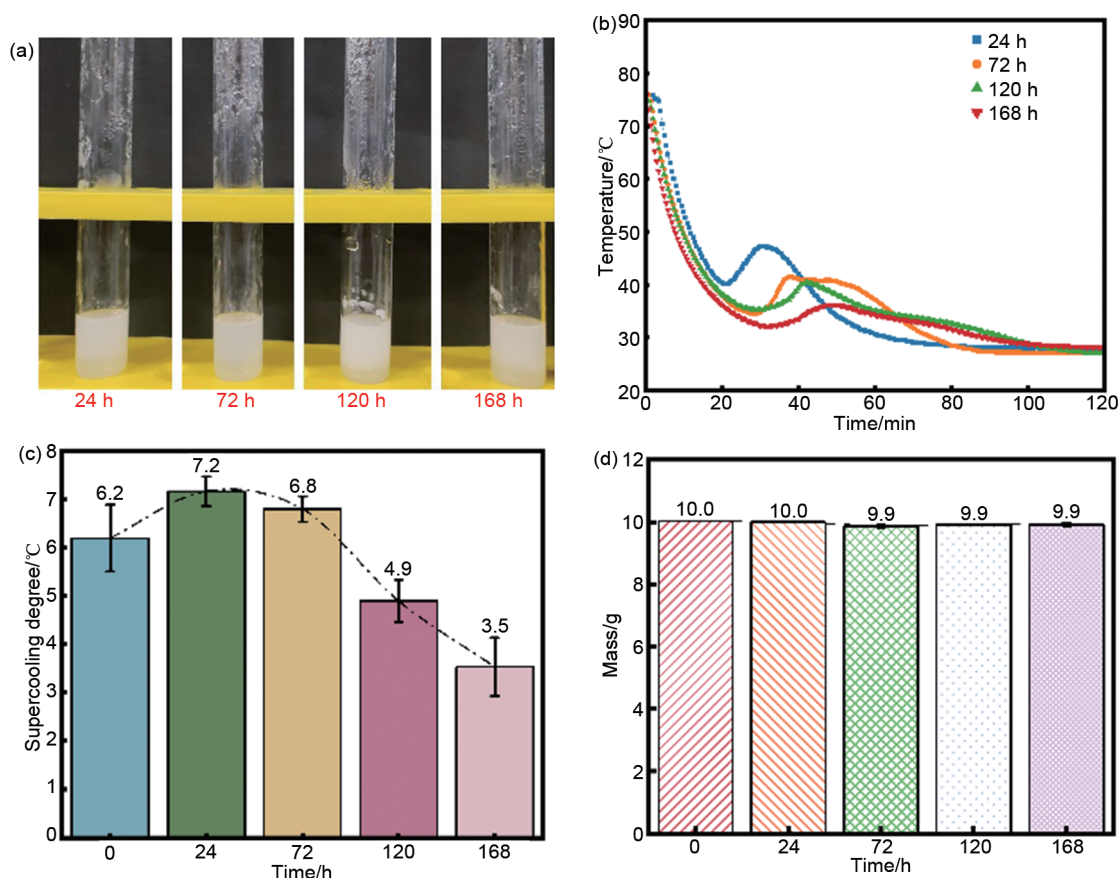 (a)
24 h
72 h
120 h
168 h
(b)
90
80
70
60
50
40
30
20
Temperature/℃
24 h
72 h
120 h
168 h
0
20
40
60
80
100
120
Time/min
(c)
8
7
6
5
4
3
2
1
0
Supercooling degree/℃
6.2
7.2
6.8
4.9
3.5
0
24
72
120
168
Time/h
(d)
12
10
8
6
4
2
0
Mass/g
10.0
10.0
9.9
9.9
9.9
0
24
72
120
168
Time/h